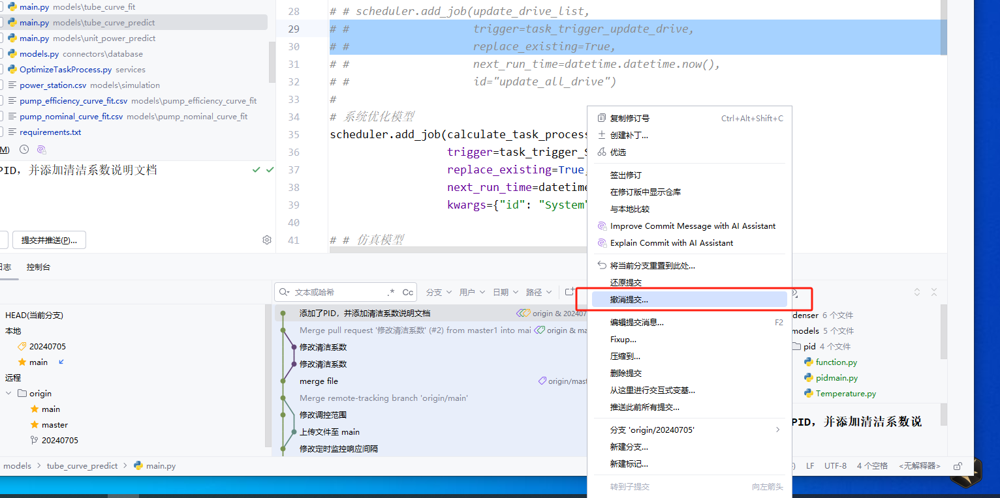 main.py models\tube_curve_fit
main.py models\tube_curve_predict
main.py models\unit_power_predict
models.py connectors\database
OptimizeTaskProcess.py services
power_station.csv models\simulation
pump_efficiency_curve_fit.csv models\pump_efficiency_curve_fit
pump_nominal_curve_fit.csv models\pump_nominal_curve_fit
requirements.txt
M)
PID，并添加清洁系数说明文档
提交并推送(P)...
28 # # scheduler.add_job(update_drive_list,
29 # # trigger=task_trigger_update_drive,
30 # # replace_existing=True,
31 # # next_run_time=datetime.datetime.now(),
32 # # id="update_all_drive")
33 #
34 # 系统优化模型
35 scheduler.add_job(calculate_task_process
36 trigger=task_trigger_S
37 replace_existing=True,
38 next_run_time=datetime
39 kwargs={"id": "System"
40
41 # # 仿真模型
日志 控制台
HEAD(当前分支)
本地
20240705
main
远程
origin
main
master
20240705
文本或哈希 .* Cc 分支 用户 日期 路径
添加了PID，并添加清洁系数说明文档 origin & 202407
Merge pull request '修改清洁系数' (#2) from master1 into mai origin & ma
修改清洁系数
修改清洁系数
merge file origin/mast
Merge remote-tracking branch 'origin/main'
修改调控范围
上传文件至 main
修改定时监控响应间隔
复制修订号 Ctrl+Alt+Shift+C
创建补丁...
优选
签出修订
在修订版中显示仓库
与本地比较
Improve Commit Message with AI Assistant
Explain Commit with AI Assistant
将当前分支重置到此处...
还原提交
撤消提交...
编辑提交消息... F2
Fixup...
压缩到...
删除提交
从这里进行交互式变基...
推送此前所有提交...
分支 'origin/20240705'
新建分支...
新建标记...
转到子提交 向左箭头
denser 6 个文件
models 5 个文件
pid 4 个文件
function.py
pidmain.py
Temperature.py
PID，并添加清洁系数说
models > tube_curve_predict > main.py
LF UTF-8 4 个空格 <无解释器>